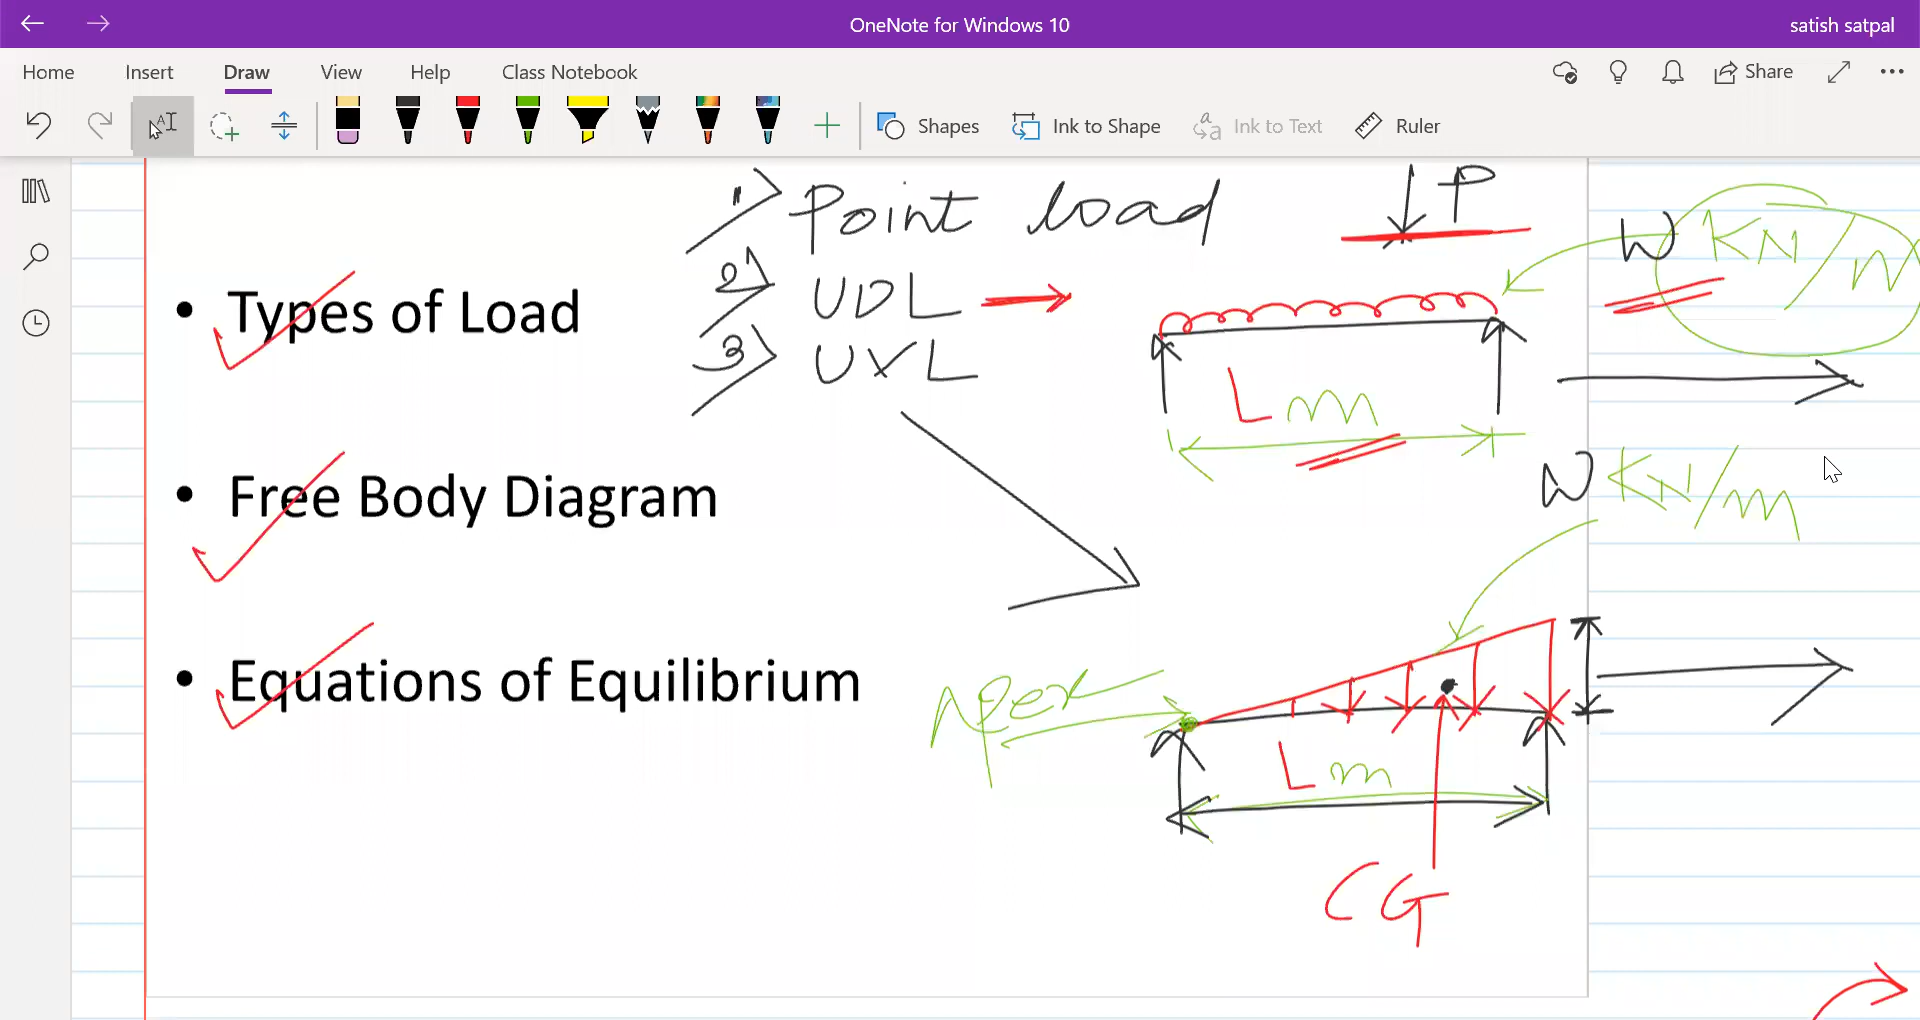 OneNote for Windows 10
satish satpal
Home Insert Draw View Help Class Notebook
Share
Shapes Ink to Shape Ink to Text Ruler
1) Point load
P
2) UDL
W KN/m
3) UVL
L m
• Types of Load
• Free Body Diagram
• Equations of Equilibrium
W KN/m
Apex
L m
CG